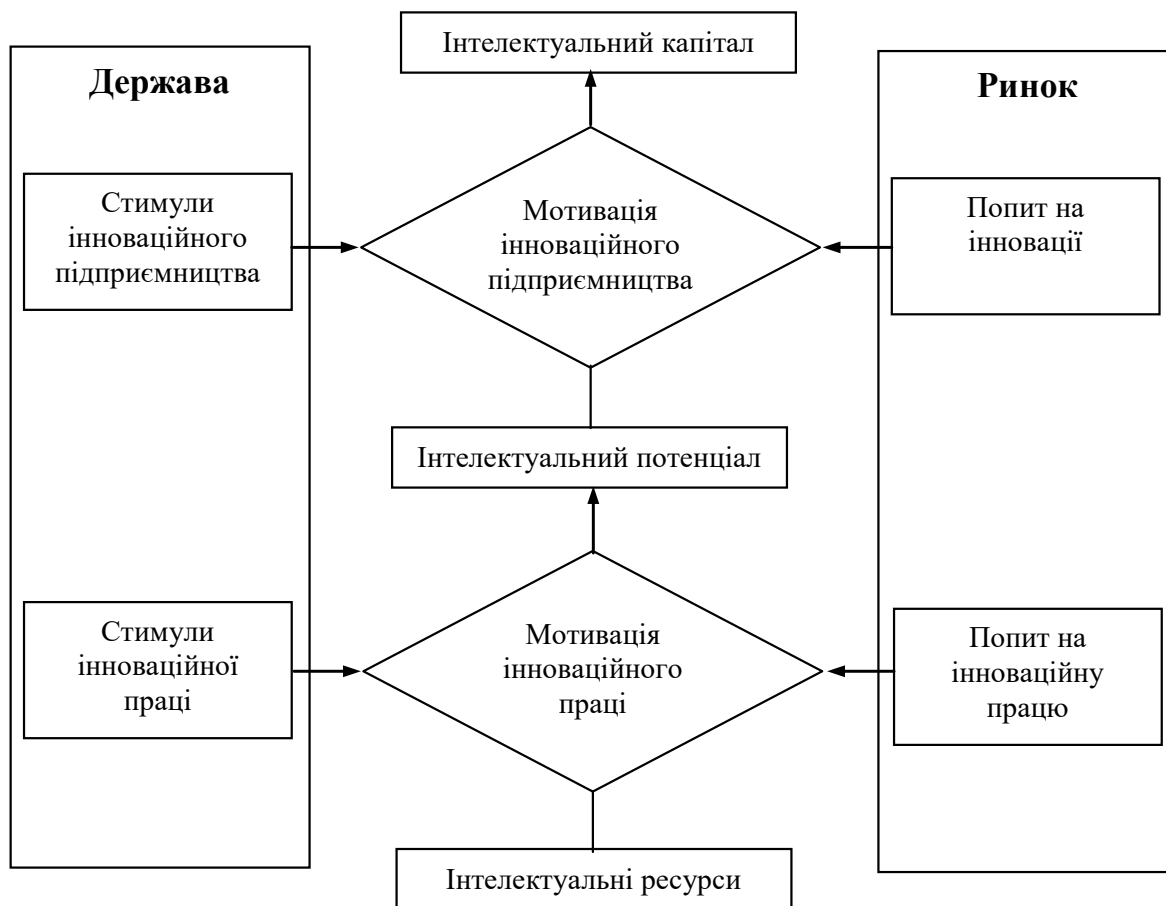 Інтелектуальний капітал
Держава
Ринок
Стимули
інноваційного
підприємництва
Мотивація
інноваційного
підприємництва
Попит на
інновації
Інтелектуальний потенціал
Стимули
інноваційної
праці
Мотивація
інноваційного
праці
Попит на
інноваційну
працю
Інтелектуальні ресурси